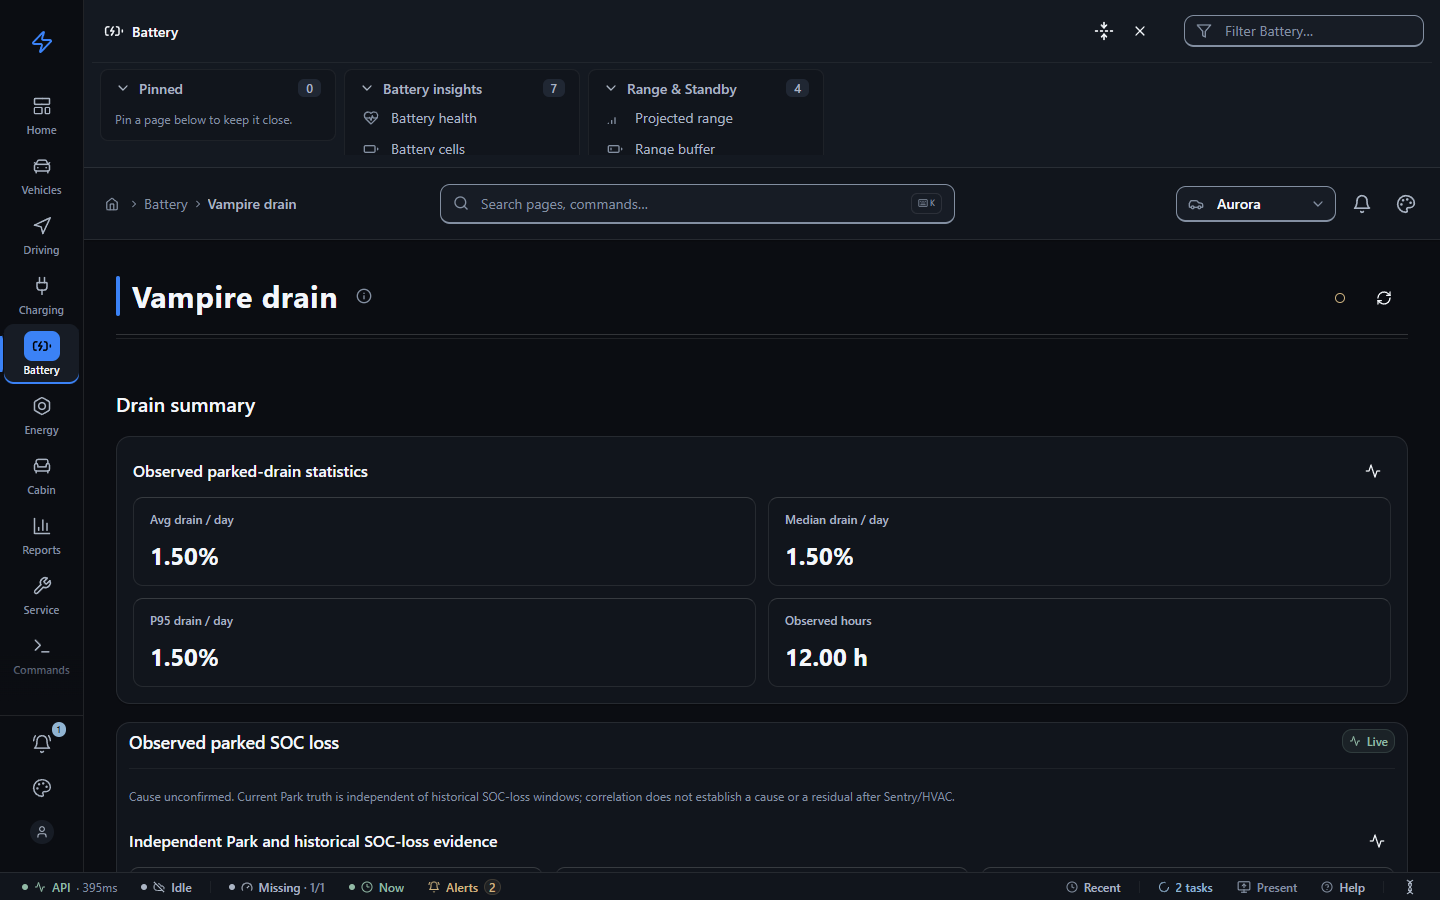 Battery
Filter Battery...
Home
Vehicles
Driving
Charging
Battery
Energy
Cabin
Reports
Service
Commands
1
Pinned 0
Pin a page below to keep it close.
Battery insights 7
Battery health
Battery cells
Range & Standby 4
Projected range
Range buffer
Battery > Vampire drain
Search pages, commands...
K
Aurora
Vampire drain
Drain summary
Observed parked-drain statistics
Avg drain / day
1.50%
Median drain / day
1.50%
P95 drain / day
1.50%
Observed hours
12.00 h
Observed parked SOC loss
Live
Cause unconfirmed. Current Park truth is independent of historical SOC-loss windows; correlation does not establish a cause or a residual after Sentry/HVAC.
Independent Park and historical SOC-loss evidence
API · 395ms
Idle
Missing · 1/1
Now
Alerts 2
Recent
2 tasks
Present
Help